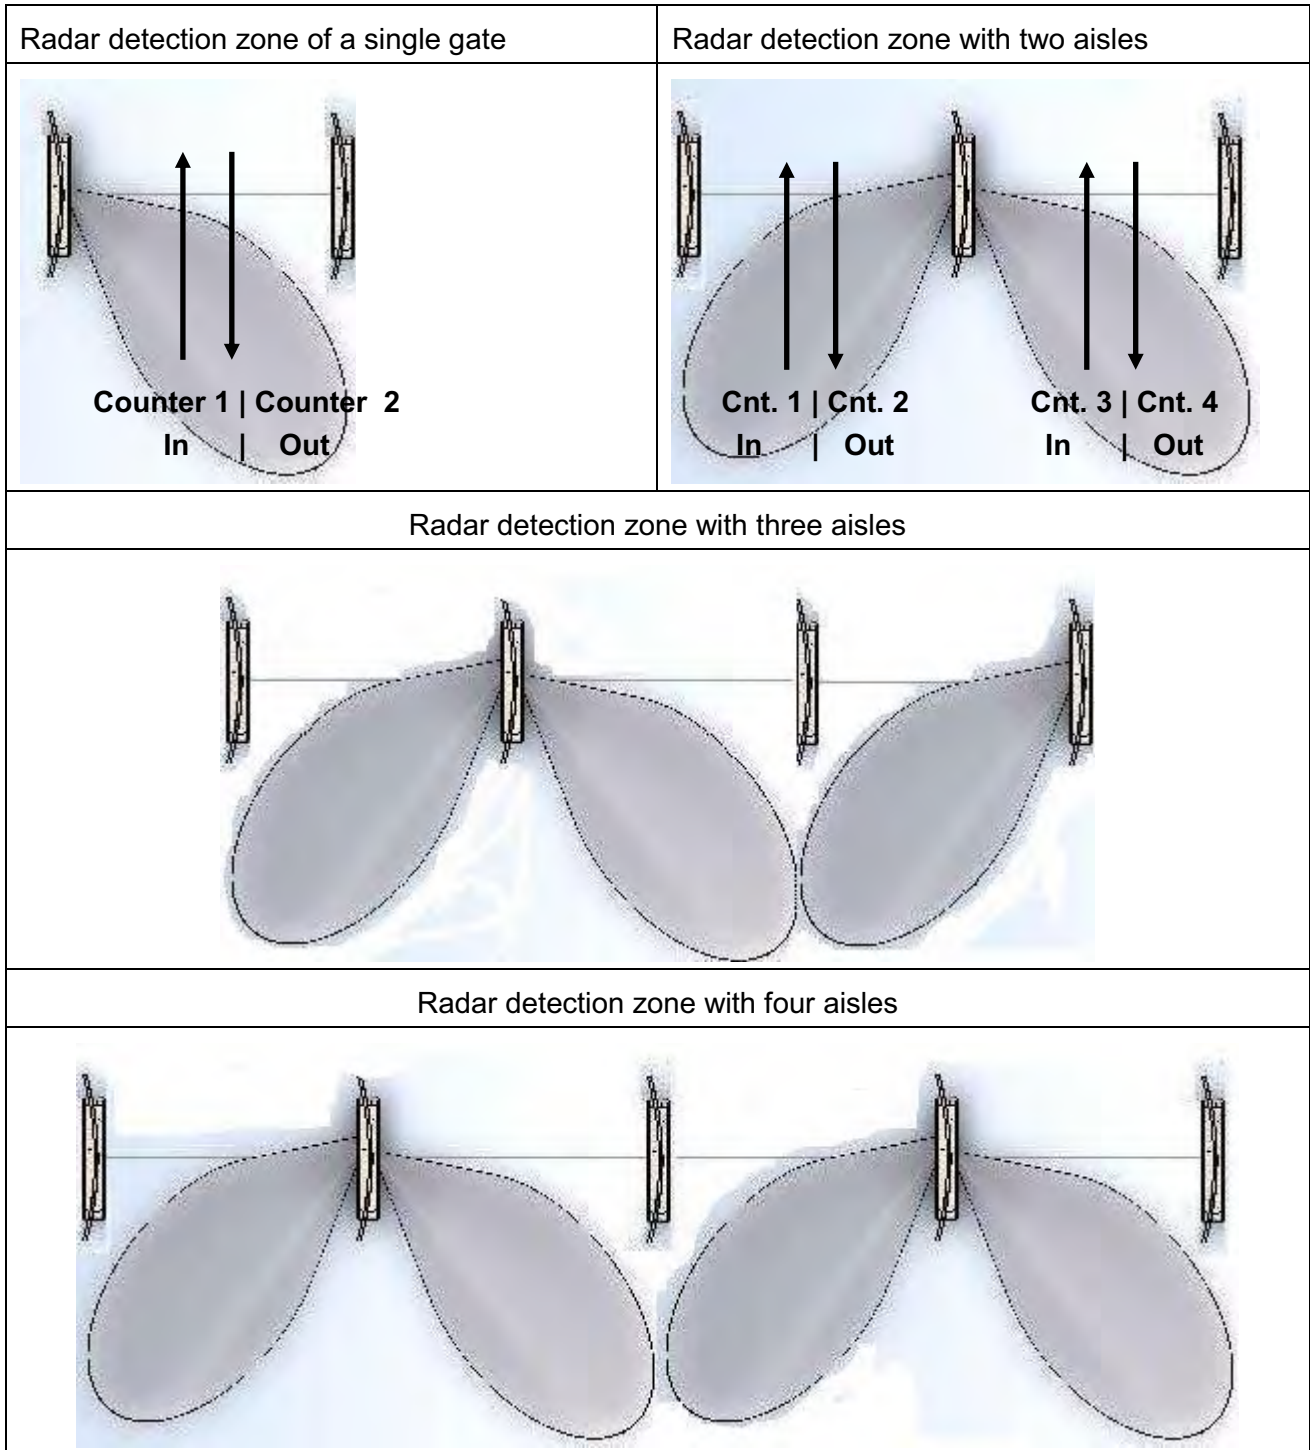 Radar detection zone of a single gate
Radar detection zone with two aisles
Counter 1 | Counter 2
In | Out
Cnt. 1 | Cnt. 2
In | Out
Cnt. 3 | Cnt. 4
In | Out
Radar detection zone with three aisles
Radar detection zone with four aisles